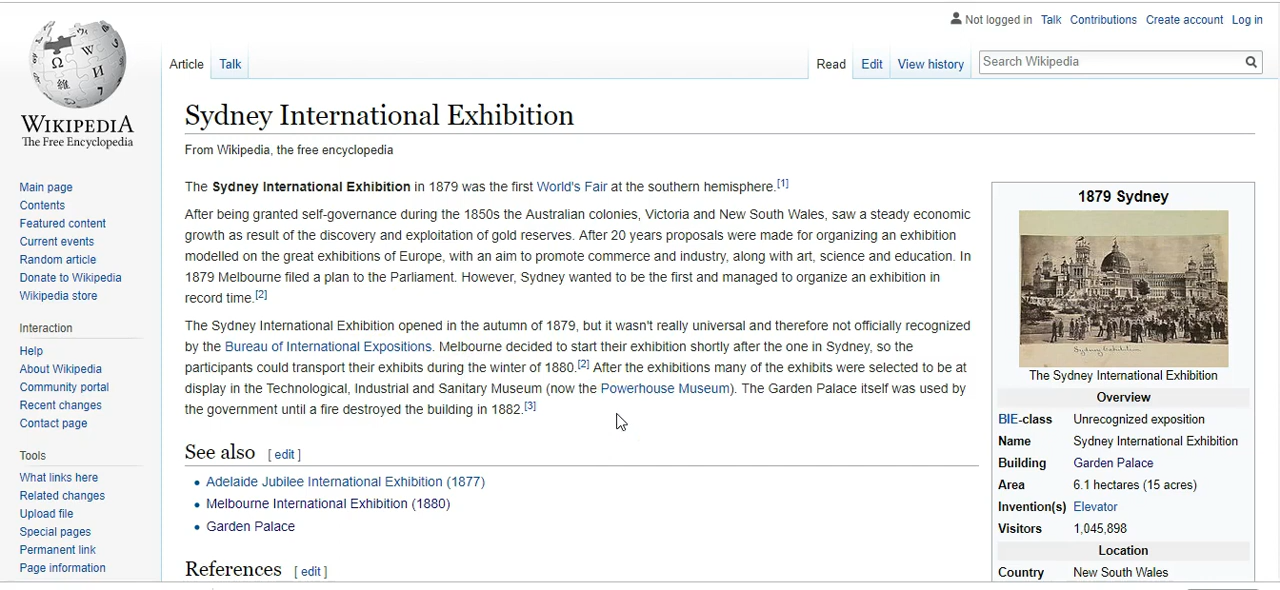 Not logged in Talk Contributions Create account Log in
Article Talk Read Edit View history Search Wikipedia
WIKIPEDIA
The Free Encyclopedia
Main page
Contents
Featured content
Current events
Random article
Donate to Wikipedia
Wikipedia store
Interaction
Help
About Wikipedia
Community portal
Recent changes
Contact page
Tools
What links here
Related changes
Upload file
Special pages
Permanent link
Page information
Sydney International Exhibition
From Wikipedia, the free encyclopedia
The Sydney International Exhibition in 1879 was the first World's Fair at the southern hemisphere.[1]
After being granted self-governance during the 1850s the Australian colonies, Victoria and New South Wales, saw a steady economic
growth as result of the discovery and exploitation of gold reserves. After 20 years proposals were made for organizing an exhibition
modelled on the great exhibitions of Europe, with an aim to promote commerce and industry, along with art, science and education. In
1879 Melbourne filed a plan to the Parliament. However, Sydney wanted to be the first and managed to organize an exhibition in
record time.[2]
The Sydney International Exhibition opened in the autumn of 1879, but it wasn't really universal and therefore not officially recognized
by the Bureau of International Expositions. Melbourne decided to start their exhibition shortly after the one in Sydney, so the
participants could transport their exhibits during the winter of 1880.[2] After the exhibitions many of the exhibits were selected to be at
display in the Technological, Industrial and Sanitary Museum (now the Powerhouse Museum). The Garden Palace itself was used by
the government until a fire destroyed the building in 1882.[3]
See also [ edit ]
Adelaide Jubilee International Exhibition (1877)
Melbourne International Exhibition (1880)
Garden Palace
References [ edit ]
1879 Sydney
Sydney Exhibition
The Sydney International Exhibition
Overview
BIE-class Unrecognized exposition
Name Sydney International Exhibition
Building Garden Palace
Area 6.1 hectares (15 acres)
Invention(s) Elevator
Visitors 1,045,898
Location
Country New South Wales